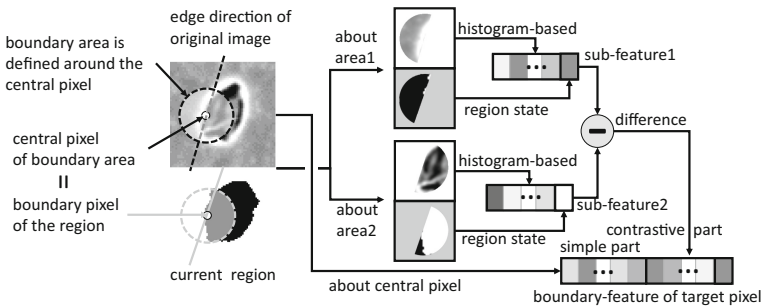 edge direction of
original image
boundary area is
defined around the
central pixel
central pixel
of boundary area
=
boundary pixel
of the region
current region
about
area1
about
area2
histogram-based
region state
sub-feature1
histogram-based
region state
sub-feature2
difference
contrastive part
simple part
about central pixel
boundary-feature of target pixel